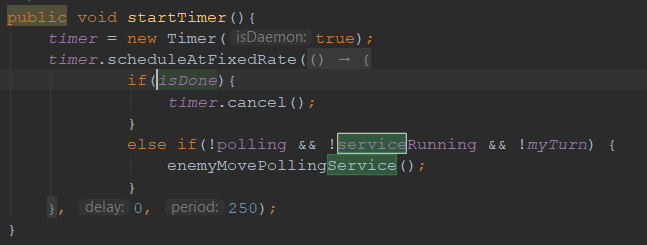 public void startTimer(){
timer = new Timer( isDaemon: true);
timer.scheduleAtFixedRate(() → {
if(isDone){
timer.cancel();
}
else if(!polling && !serviceRunning && !myTurn) {
enemyMovePollingService();
}
}, delay: 0, period: 250);
}